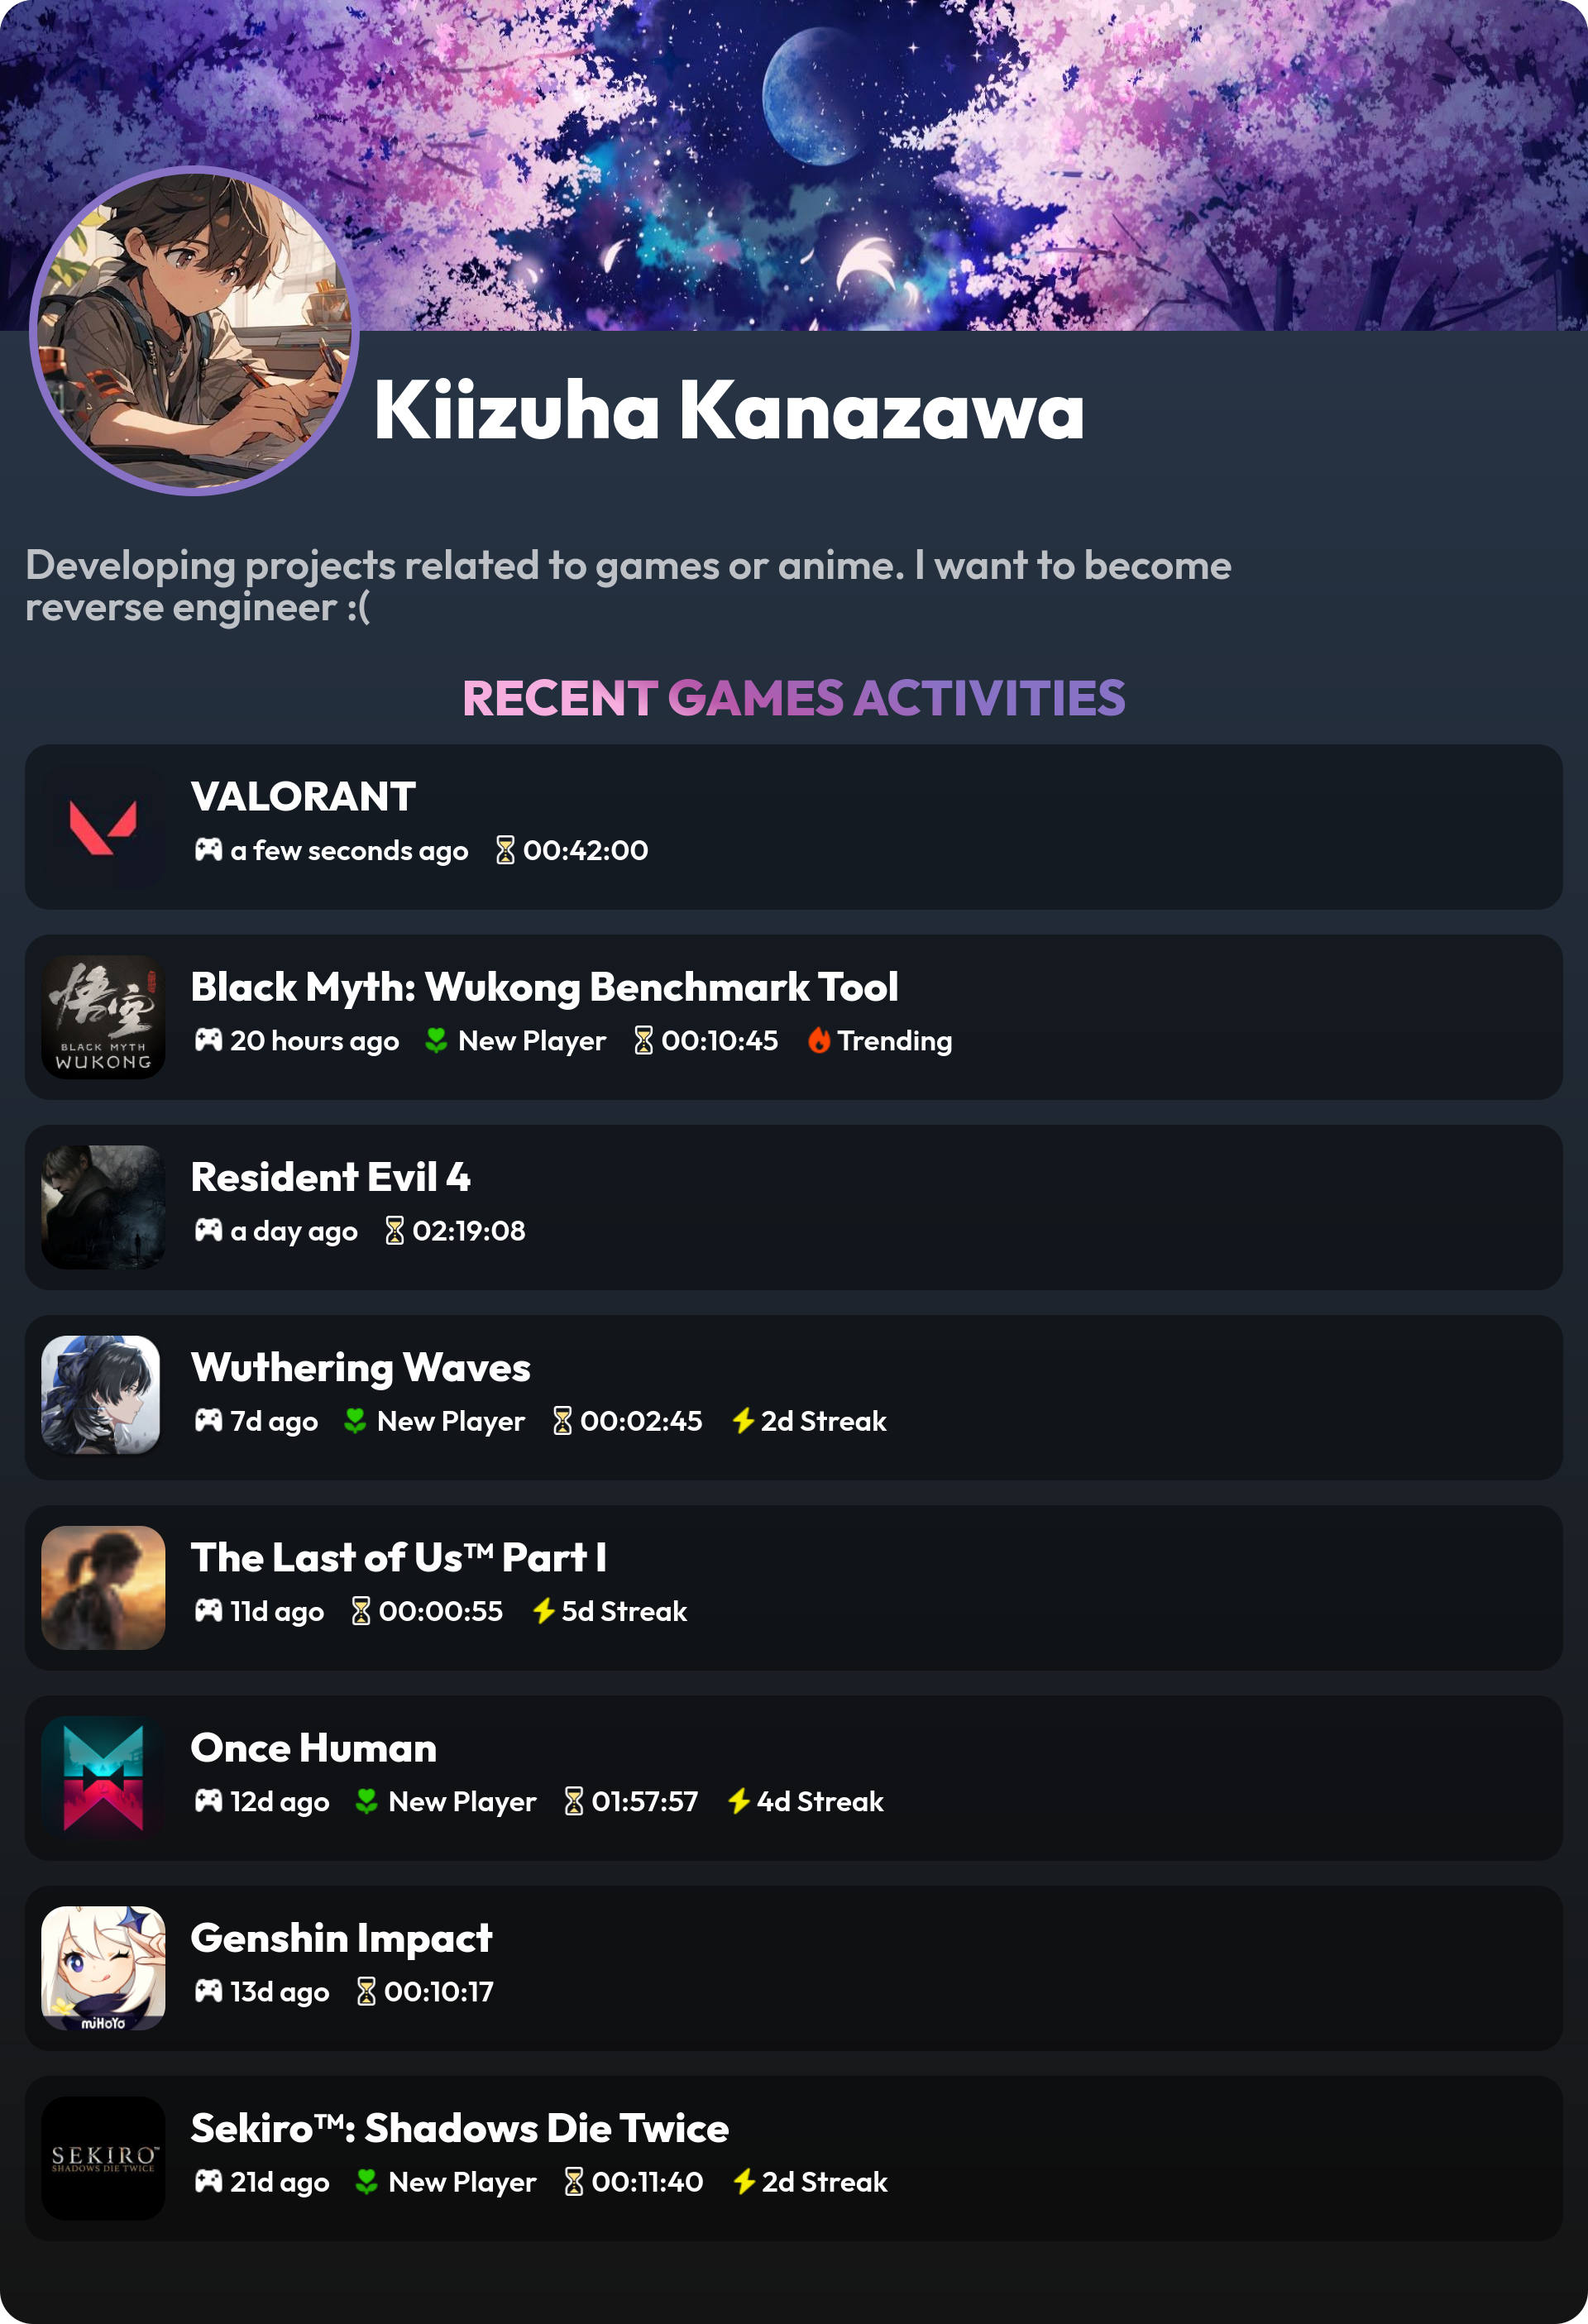 Kiizuha Kanazawa
Developing projects related to games or anime. I want to become
reverse engineer :(
RECENT GAMES ACTIVITIES
VALORANT
a few seconds ago 00:42:00
悟空
BLACK MYTH
WUKONG
Black Myth: Wukong Benchmark Tool
20 hours ago New Player 00:10:45 Trending
Resident Evil 4
a day ago 02:19:08
Wuthering Waves
7d ago New Player 00:02:45 2d Streak
The Last of Us™ Part I
11d ago 00:00:55 5d Streak
Once Human
12d ago New Player 01:57:57 4d Streak
Genshin Impact
13d ago 00:10:17
miHoYo
Sekiro™: Shadows Die Twice
21d ago New Player 00:11:40 2d Streak
SEKIRO™
SHADOWS DIE TWICE